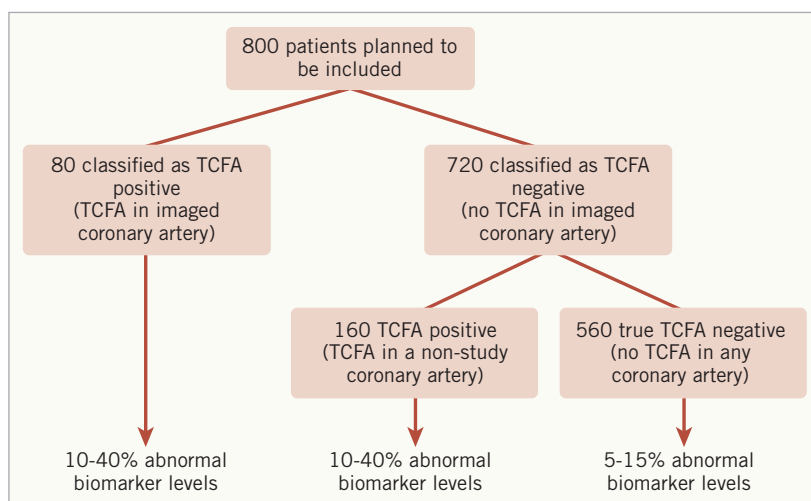 800 patients planned to
be included
80 classified as TCFA
positive
(TCFA in imaged
coronary artery)
720 classified as TCFA
negative
(no TCFA in imaged
coronary artery)
160 TCFA positive
(TCFA in a non-study
coronary artery)
560 true TCFA negative
(no TCFA in any
coronary artery)
10-40% abnormal
biomarker levels
10-40% abnormal
biomarker levels
5-15% abnormal
biomarker levels